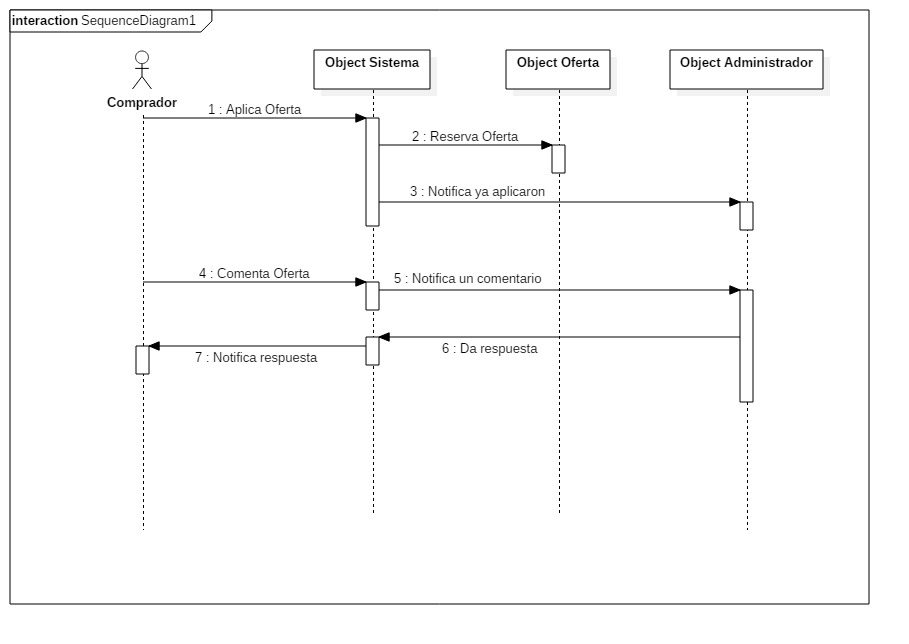 interaction SequenceDiagram1
Object Sistema
Object Oferta
Object Administrador
Comprador
1 : Aplica Oferta
2 : Reserva Oferta
3 : Notifica ya aplicaron
4 : Comenta Oferta
5 : Notifica un comentario
6 : Da respuesta
7 : Notifica respuesta